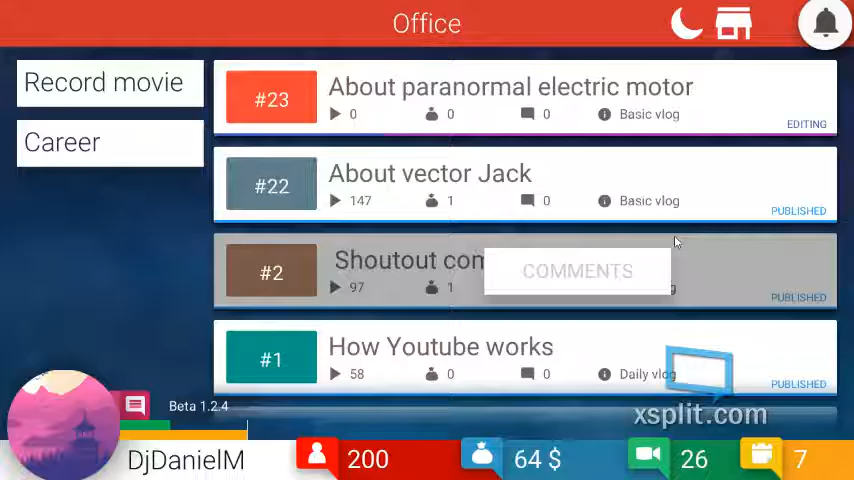 Office
Record movie
Career
#23
About paranormal electric motor
0
0
0
Basic vlog
EDITING
#22
About vector Jack
147
1
0
Basic vlog
PUBLISHED
#2
Shoutout com
97
1
COMMENTS
PUBLISHED
#1
How Youtube works
58
0
0
Daily vlog
PUBLISHED
Beta 1.2.4
xsplit.com
DjDanielM
200
64 $
26
7